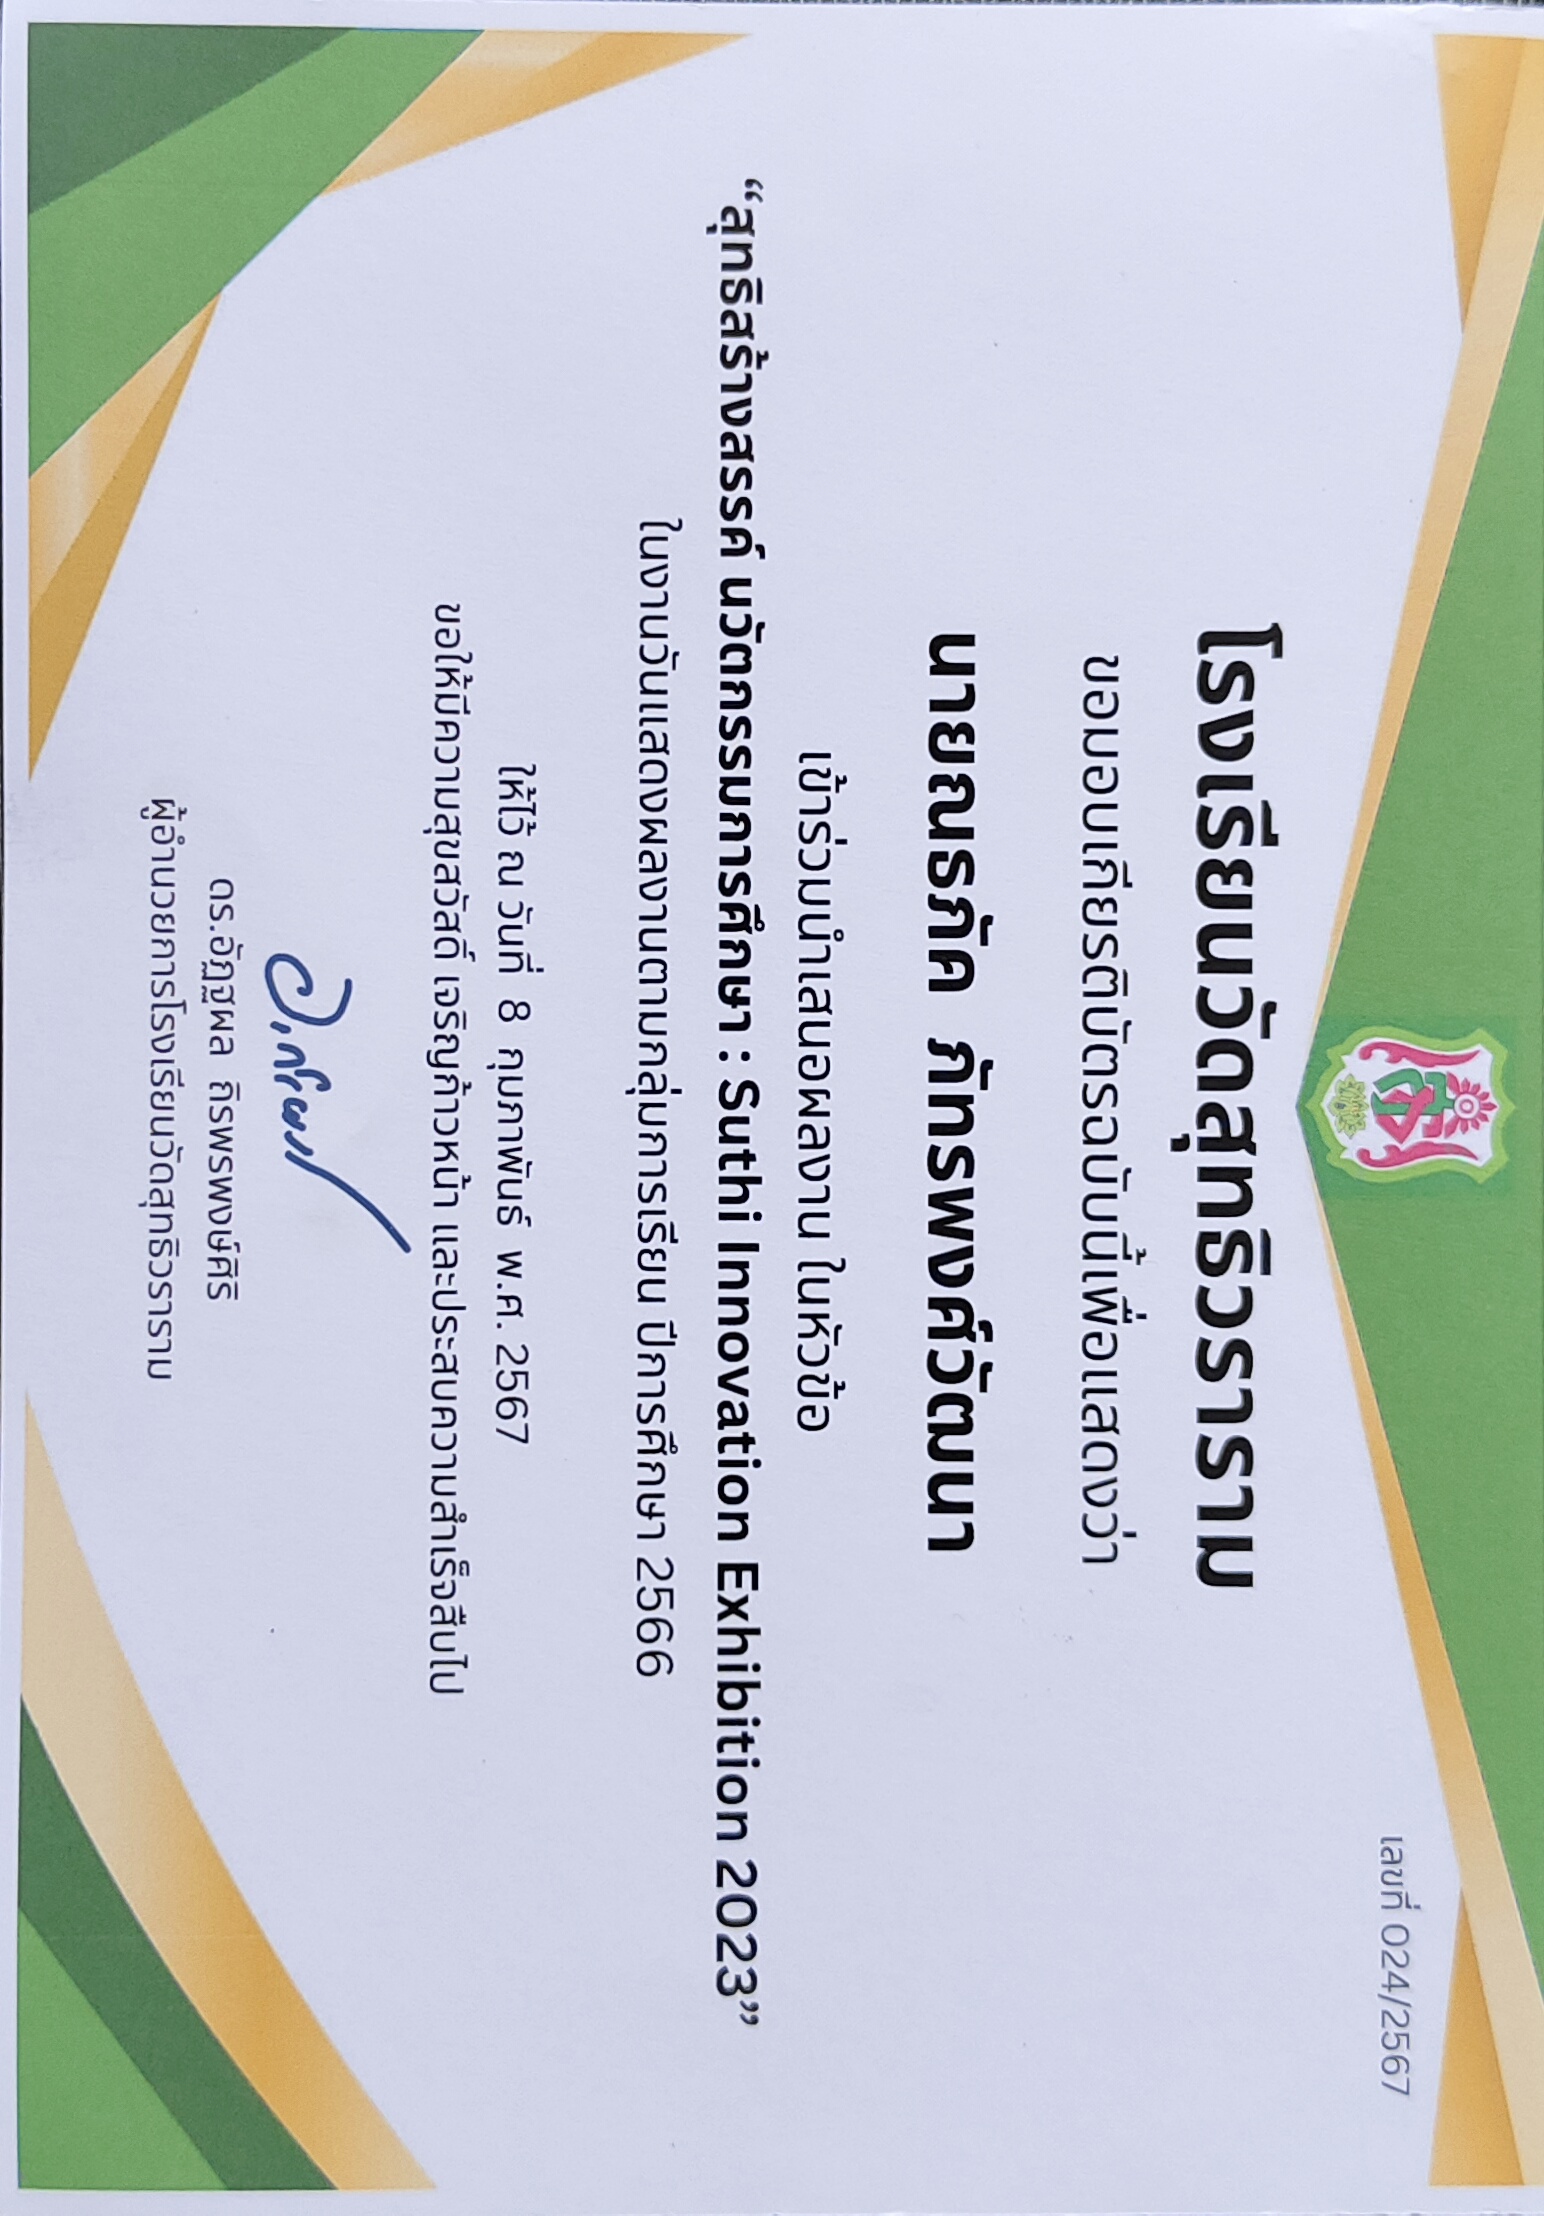 เลขที่ 024/2567
โรงเรียนวัดสุทธิวราราม
ขอมอบเกียรติบัตรฉบับนี้เพื่อแสดงว่า
นายณธภัค ภัทรพงศ์วัฒนา
เข้าร่วมนำเสนอผลงาน ในหัวข้อ
“สุทธิสร้างสรรค์ นวัตกรรมการศึกษา : Suthi Innovation Exhibition 2023”
ในงานวันแสดงผลงานตามกลุ่มการเรียน ปีการศึกษา 2566
ให้ไว้ ณ วันที่ 8 กุมภาพันธ์ พ.ศ. 2567
ขอให้มีความสุขสวัสดิ์ เจริญก้าวหน้า และประสบความสำเร็จสืบไป
ดร.อัฏฐผล ถิรพรพงษ์ศิริ
ผู้อำนวยการโรงเรียนวัดสุทธิวราราม